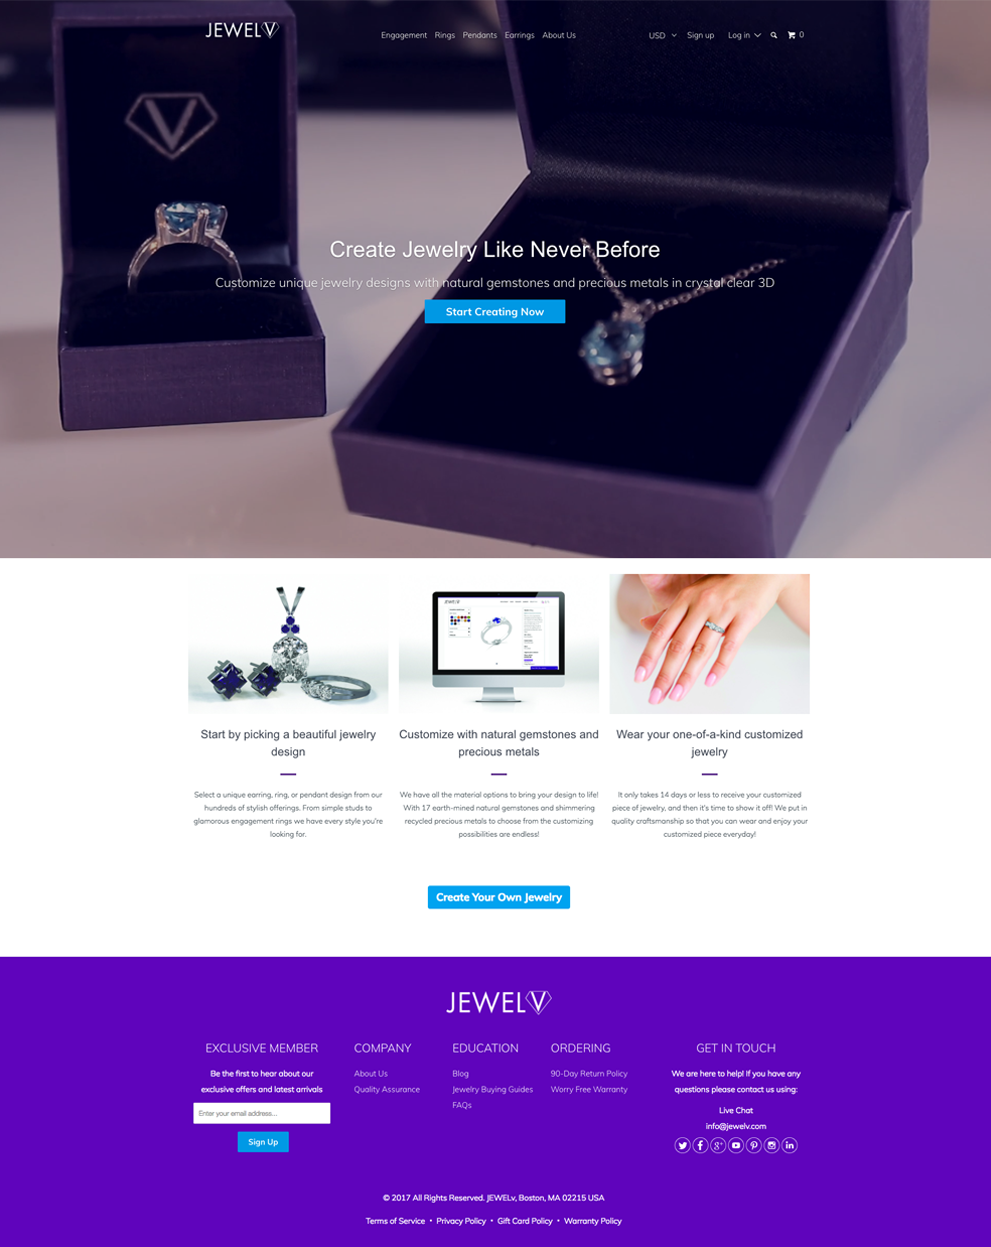 JEWELV
Engagement Rings Pendants Earrings About Us
USD Sign up Log in 0
V
Create Jewelry Like Never Before
Customize unique jewelry designs with natural gemstones and precious metals in crystal clear 3D
Start Creating Now
Start by picking a beautiful jewelry
design
Select a unique earring, ring, or pendant design from our
hundreds of stylish offerings. From simple studs to
glamorous engagement rings we have every style you're
looking for.
Customize with natural gemstones and
precious metals
We have all the material options to bring your design to life!
With 17 earth-mined natural gemstones and shimmering
recycled precious metals to choose from the customizing
possibilities are endless!
Wear your one-of-a-kind customized
jewelry
It only takes 14 days or less to receive your customized
piece of jewelry, and then it's time to show it off! We put in
quality craftsmanship so that you can wear and enjoy your
customized piece everyday!
Create Your Own Jewelry
JEWELV
EXCLUSIVE MEMBER
Be the first to hear about our
exclusive offers and latest arrivals
Enter your email address...
Sign Up
COMPANY
About Us
Quality Assurance
EDUCATION
Blog
Jewelry Buying Guides
FAQs
ORDERING
90-Day Return Policy
Worry Free Warranty
GET IN TOUCH
We are here to help! If you have any
questions please contact us using:
Live Chat
info@jewelv.com
© 2017 All Rights Reserved. JEWELv, Boston, MA 02215 USA
Terms of Service • Privacy Policy • Gift Card Policy • Warranty Policy